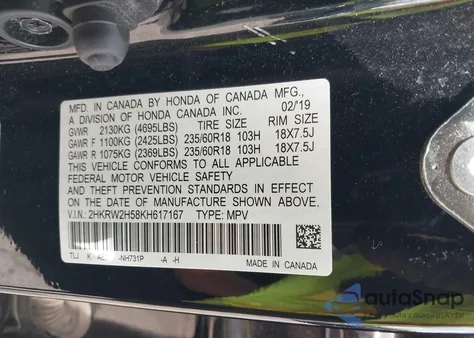 MFD. IN CANADA BY HONDA OF CANADA MFG.,
A DIVISION OF HONDA CANADA INC. 02/'19
GVWR 2130KG (4695LBS) TIRE SIZE RIM SIZE
GAWR F 1100KG (2425LBS) 235/60R18 103H 18X7.5J
GAWR R 1075KG (2369LBS) 235/60R18 103H 18X7.5J
THIS VEHICLE CONFORMS TO ALL APPLICABLE
FEDERAL MOTOR VEHICLE SAFETY
AND THEFT PREVENTION STANDARDS IN EFFECT
ON THE DATE OF MANUFACTURE SHOWN ABOVE.
V.I.N.: 2HKRW2H58KH617167 TYPE: MPV
TLJ K -NH731P -A -H
MADE IN CANADA
autoSnap